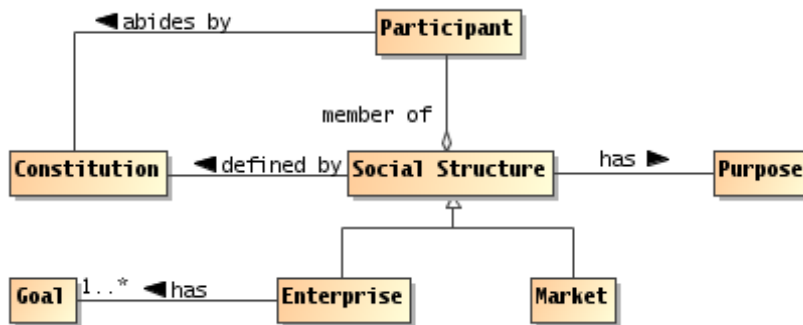 ◄ abides by
Participant
member of
Constitution
◄ defined by
Social Structure
has ►
Purpose
Goal
1..*
◄ has
Enterprise
Market